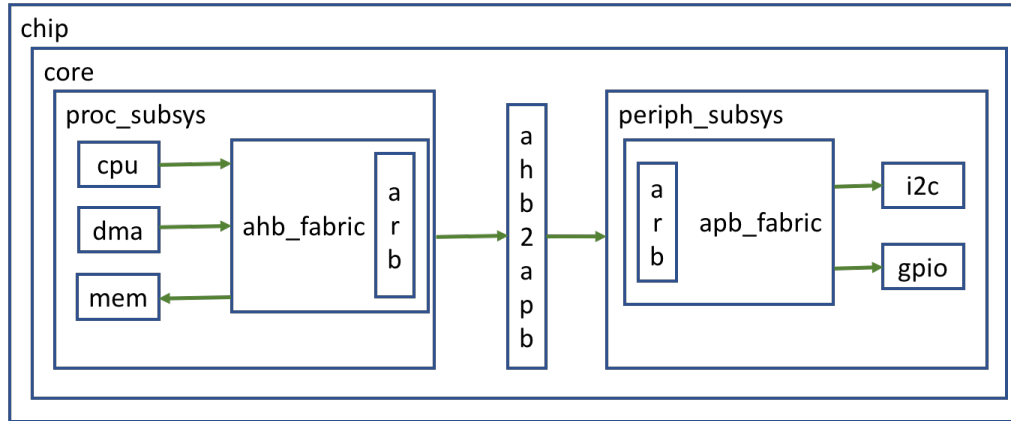 chip
core
proc_subsys
cpu
dma
mem
ahb_fabric
a
r
b
a
h
b
2
a
p
b
periph_subsys
a
r
b
apb_fabric
i2c
gpio